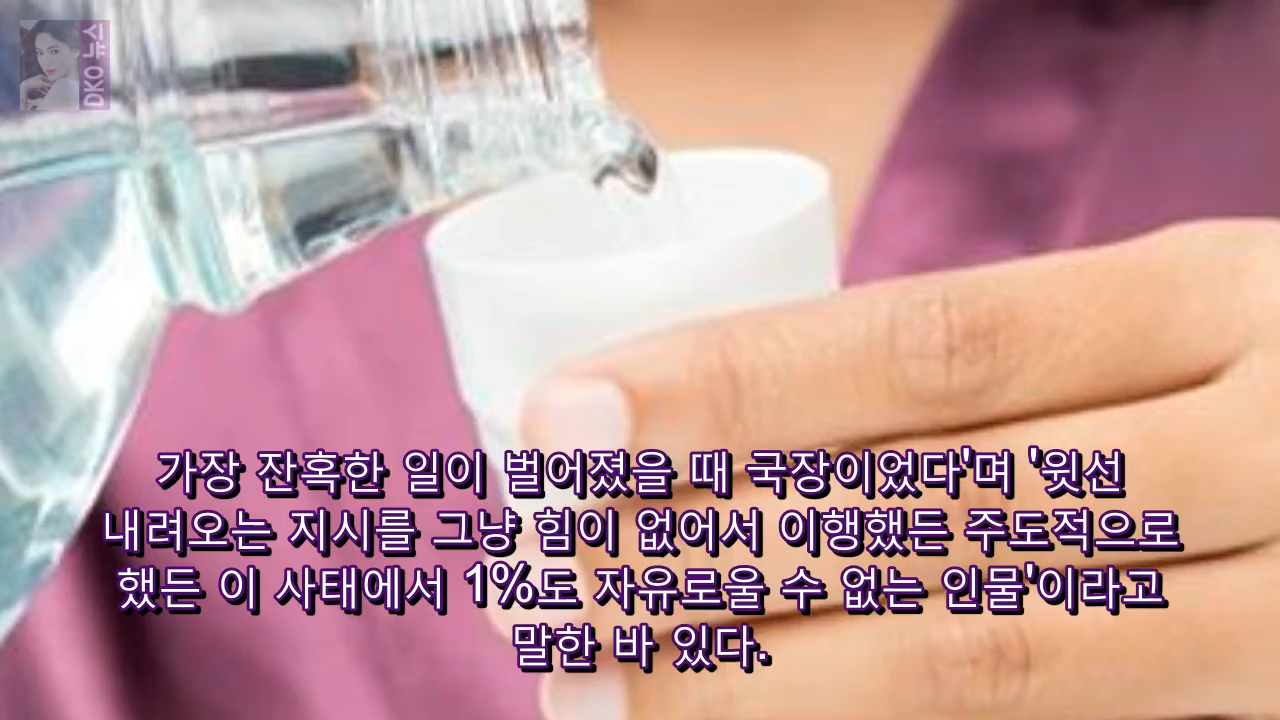 DKO 뉴스
가장 잔혹한 일이 벌어졌을 때 국장이었다'며 '윗선
내려오는 지시를 그냥 힘이 없어서 이행했든 주도적으로
했든 이 사태에서 1%도 자유로울 수 없는 인물'이라고
말한 바 있다.